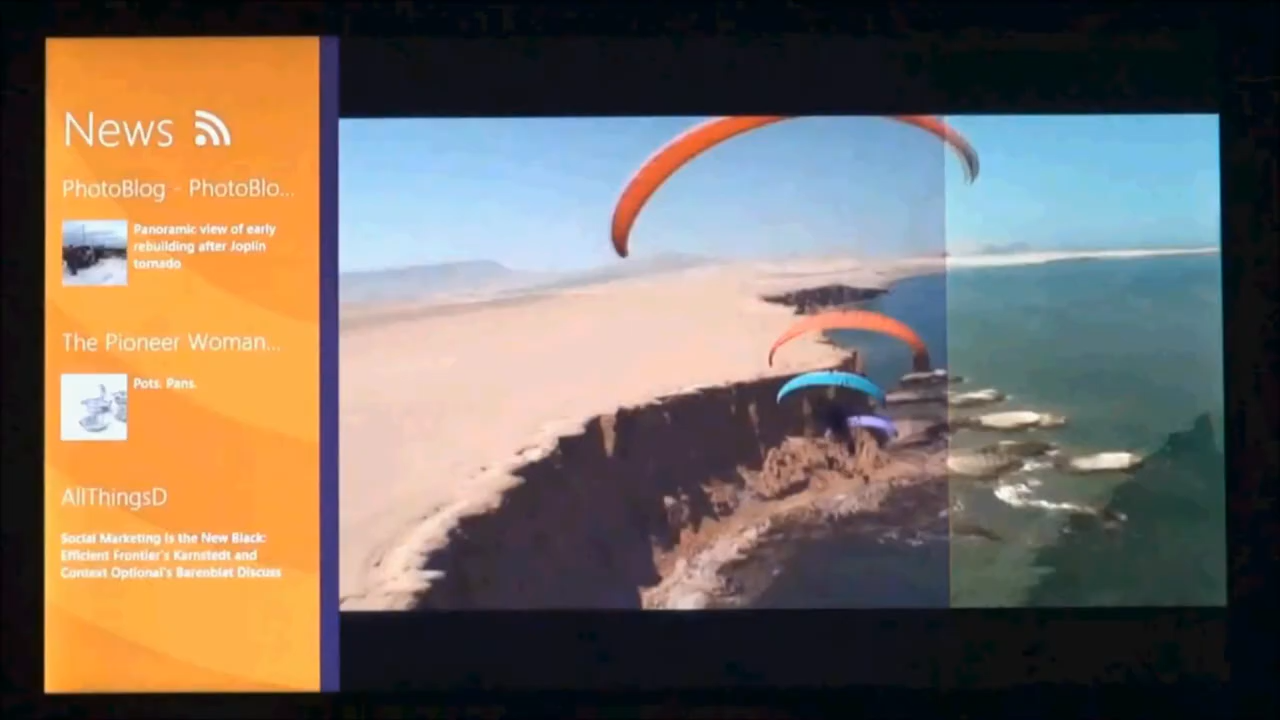 News
PhotoBlog - PhotoBlo...
Panoramic view of early
rebuilding after Joplin
tornado
The Pioneer Woman...
Pots. Pans.
AllThingsD
Social Marketing Is the New Black:
Efficient Frontier's Karnstedt and
Context Optional's Barenblat Discuss